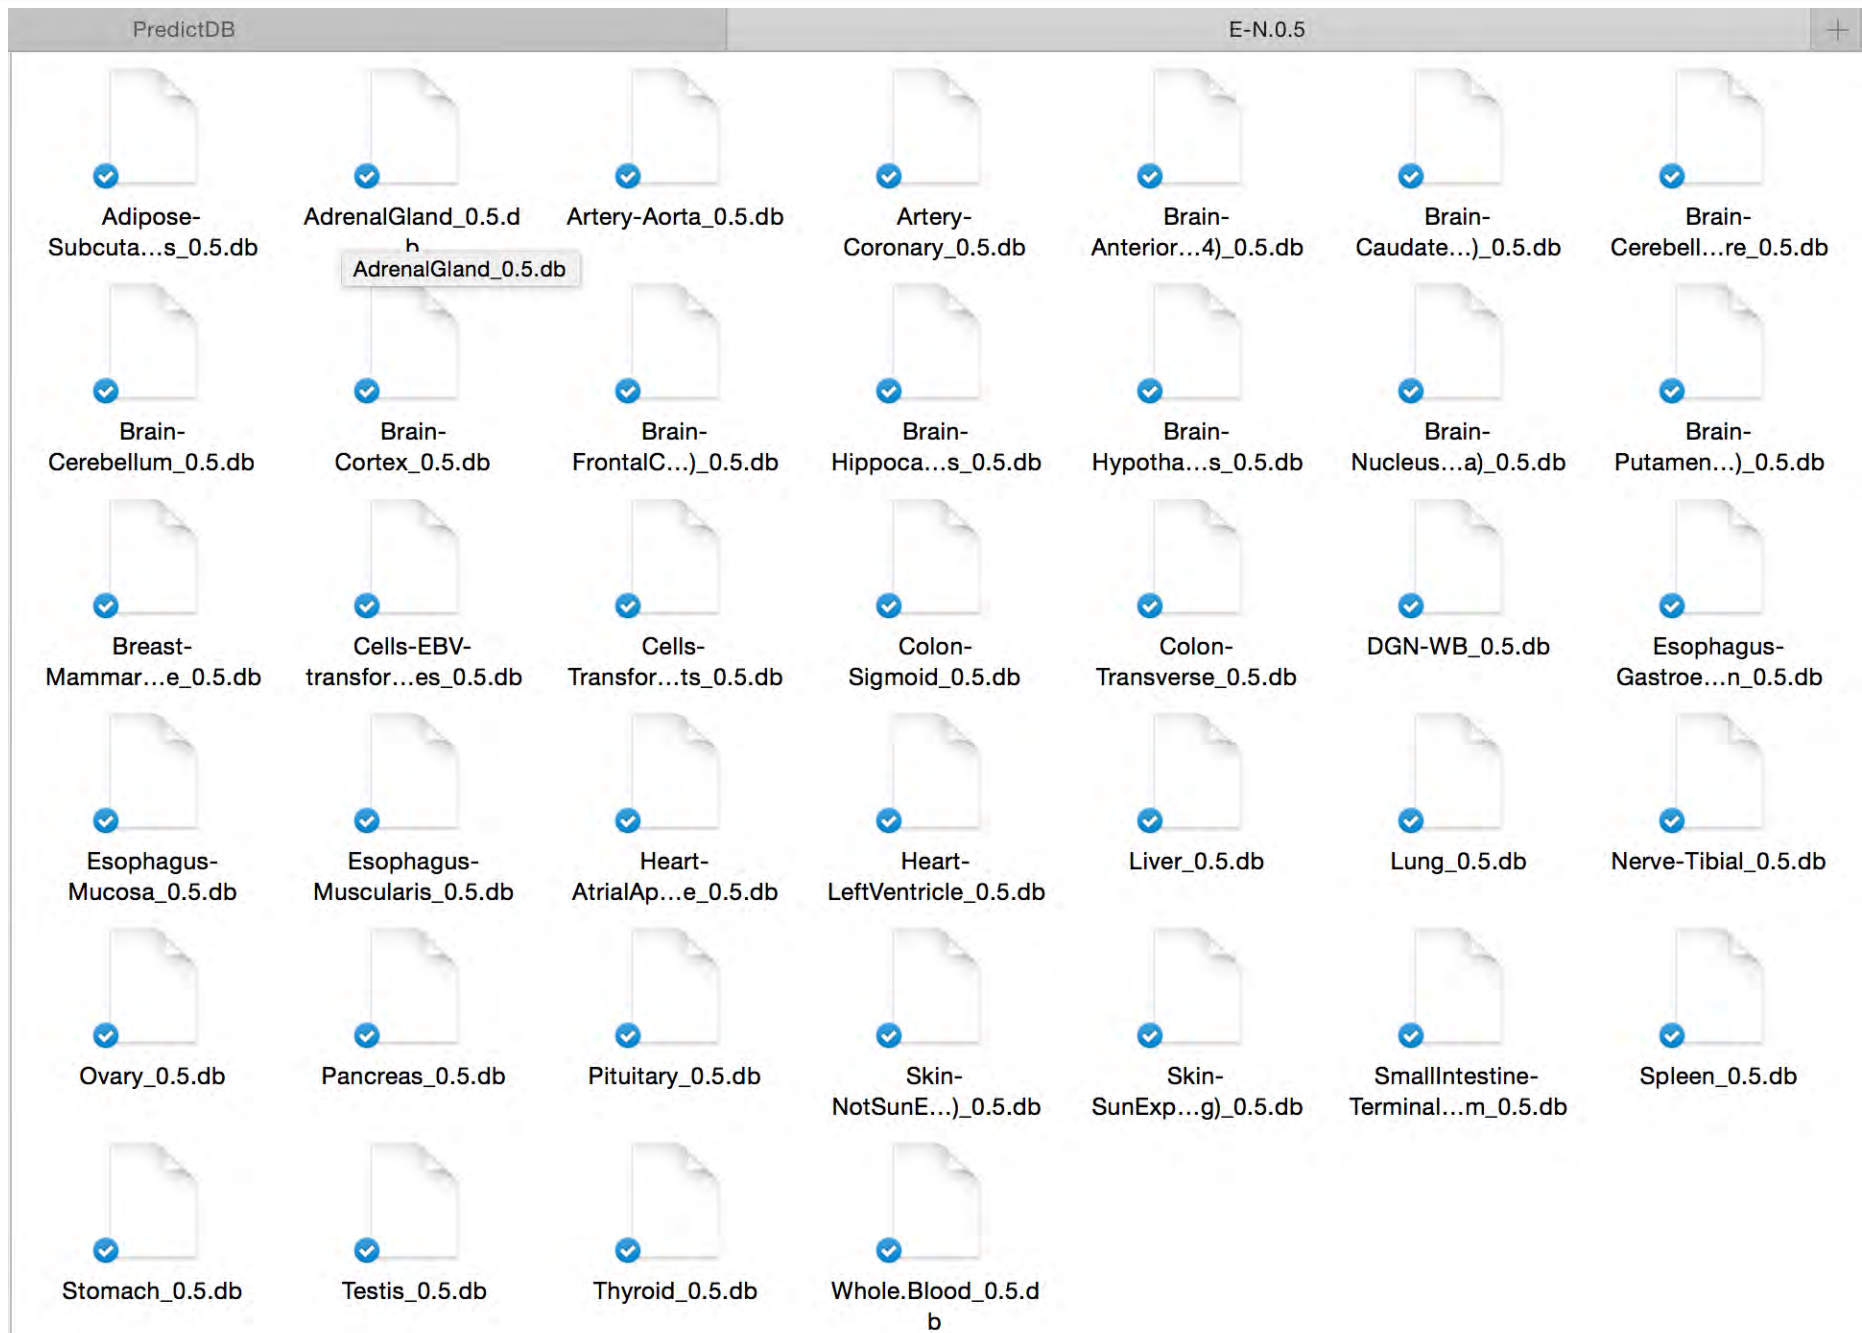 PredictDB
E-N.0.5
Adipose-
Subcuta...s_0.5.db
AdrenalGland_0.5.d
b
AdrenalGland_0.5.db
Artery-Aorta_0.5.db
Artery-
Coronary_0.5.db
Brain-
Anterior...4)_0.5.db
Brain-
Caudate...)_0.5.db
Brain-
Cerebell...re_0.5.db
Brain-
Cerebellum_0.5.db
Brain-
Cortex_0.5.db
Brain-
FrontalC...)_0.5.db
Brain-
Hippoca...s_0.5.db
Brain-
Hypotha...s_0.5.db
Brain-
Nucleus...a)_0.5.db
Brain-
Putamen...)_0.5.db
Breast-
Mammar...e_0.5.db
Cells-EBV-
transfor...es_0.5.db
Cells-
Transfor...ts_0.5.db
Colon-
Sigmoid_0.5.db
Colon-
Transverse_0.5.db
DGN-WB_0.5.db
Esophagus-
Gastroe...n_0.5.db
Esophagus-
Mucosa_0.5.db
Esophagus-
Muscularis_0.5.db
Heart-
AtrialAp...e_0.5.db
Heart-
LeftVentricle_0.5.db
Liver_0.5.db
Lung_0.5.db
Nerve-Tibial_0.5.db
Ovary_0.5.db
Pancreas_0.5.db
Pituitary_0.5.db
Skin-
NotSunE...)_0.5.db
Skin-
SunExp...g)_0.5.db
SmallIntestine-
Terminal...m_0.5.db
Spleen_0.5.db
Stomach_0.5.db
Testis_0.5.db
Thyroid_0.5.db
Whole.Blood_0.5.d
b